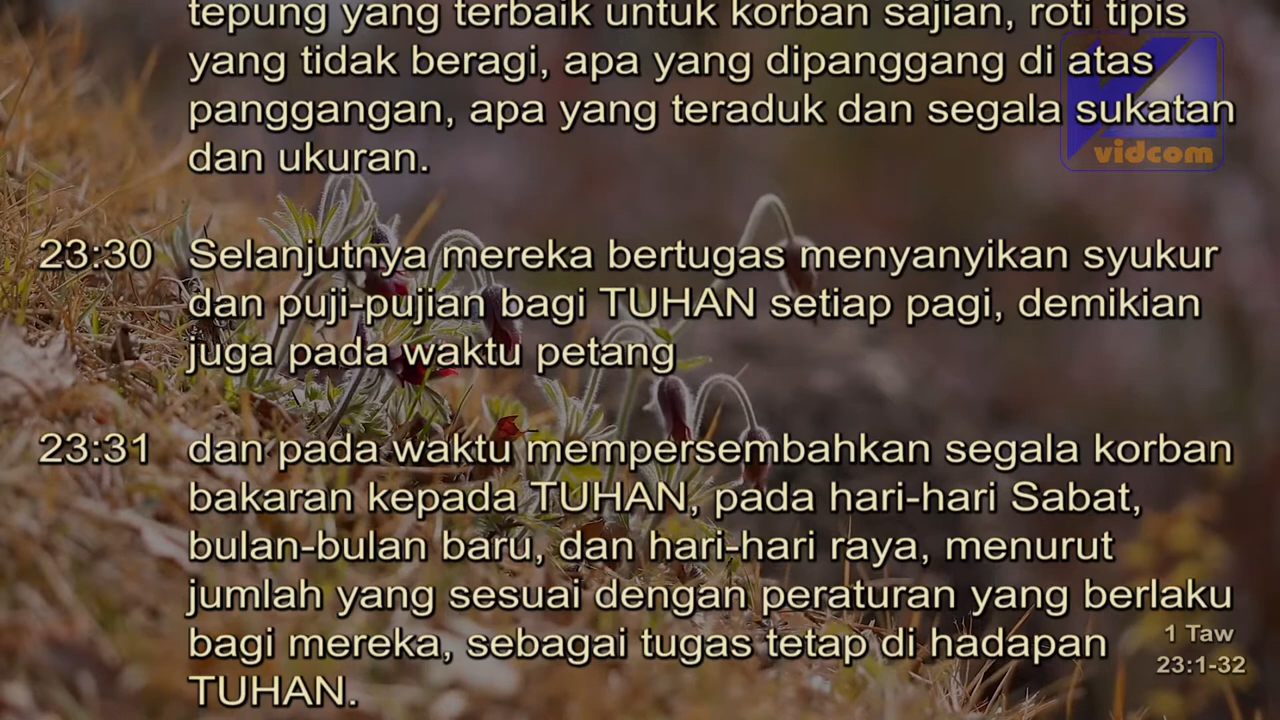 tepung yang terbaik untuk korban sajian, roti tipis
yang tidak beragi, apa yang dipanggang di atas
panggangan, apa yang teraduk dan segala sukatan
dan ukuran.
vidcom
23:30 Selanjutnya mereka bertugas menyanyikan syukur
dan puji-pujian bagi TUHAN setiap pagi, demikian
juga pada waktu petang
23:31 dan pada waktu mempersembahkan segala korban
bakaran kepada TUHAN, pada hari-hari Sabat,
bulan-bulan baru, dan hari-hari raya, menurut
jumlah yang sesuai dengan peraturan yang berlaku
bagi mereka, sebagai tugas tetap di hadapan
TUHAN.
1 Taw
23:1-32